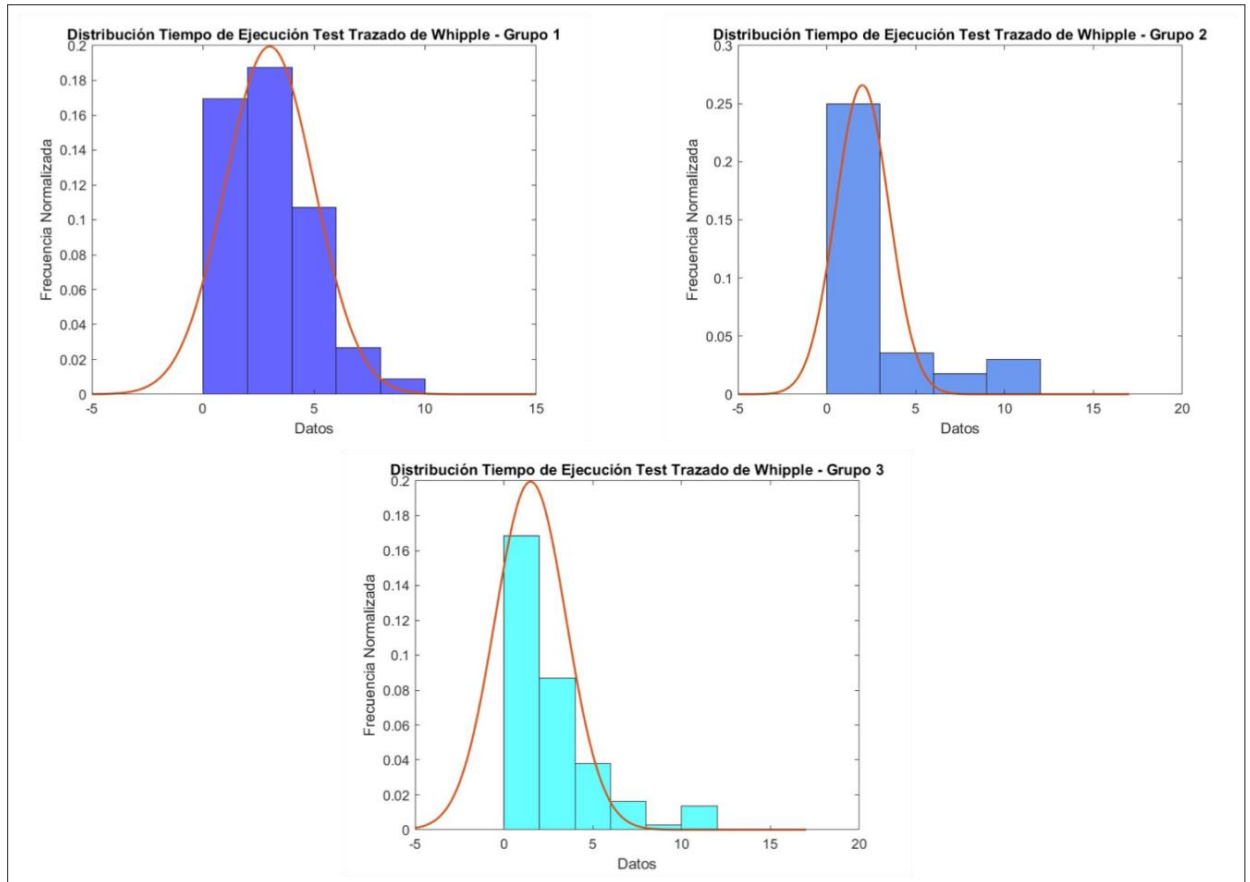 Distribución Tiempo de Ejecución Test Trazado de Whipple - Grupo 1
0.2
0.18
0.16
0.14
0.12
0.1
0.08
0.06
0.04
0.02
0
Frecuencia Normalizada
-5 0 5 10 15
Datos
Distribución Tiempo de Ejecución Test Trazado de Whipple - Grupo 2
0.3
0.25
0.2
0.15
0.1
0.05
0
Frecuencia Normalizada
-5 0 5 10 15 20
Datos
Distribución Tiempo de Ejecución Test Trazado de Whipple - Grupo 3
0.2
0.18
0.16
0.14
0.12
0.1
0.08
0.06
0.04
0.02
0
Frecuencia Normalizada
-5 0 5 10 15 20
Datos